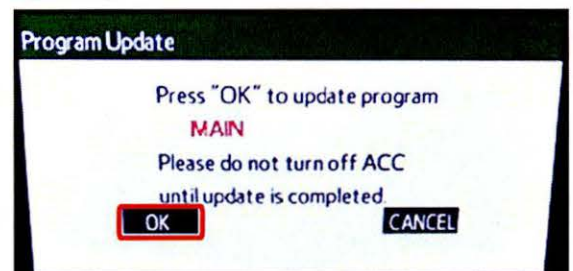 Program Update
Press "OK" to update program
MAIN
Please do not turn off ACC
until update is completed.
OK CANCEL